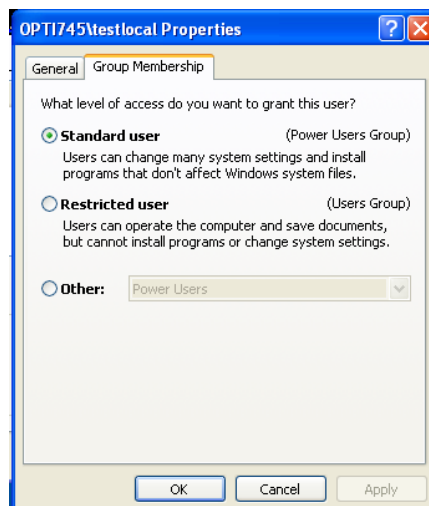 OPTI745\testlocal Properties
General
Group Membership
What level of access do you want to grant this user?
Standard user (Power Users Group)
Users can change many system settings and install
programs that don't affect Windows system files.
Restricted user (Users Group)
Users can operate the computer and save documents,
but cannot install programs or change system settings.
Other: Power Users
OK Cancel Apply